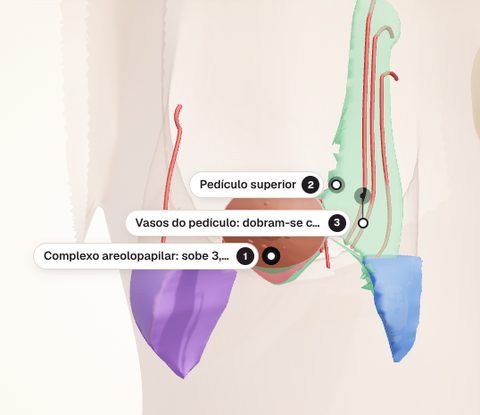 Pedículo superior 2
Vasos do pedículo: dobram-se c... 3
Complexo areolopapilar: sobe 3,... 1